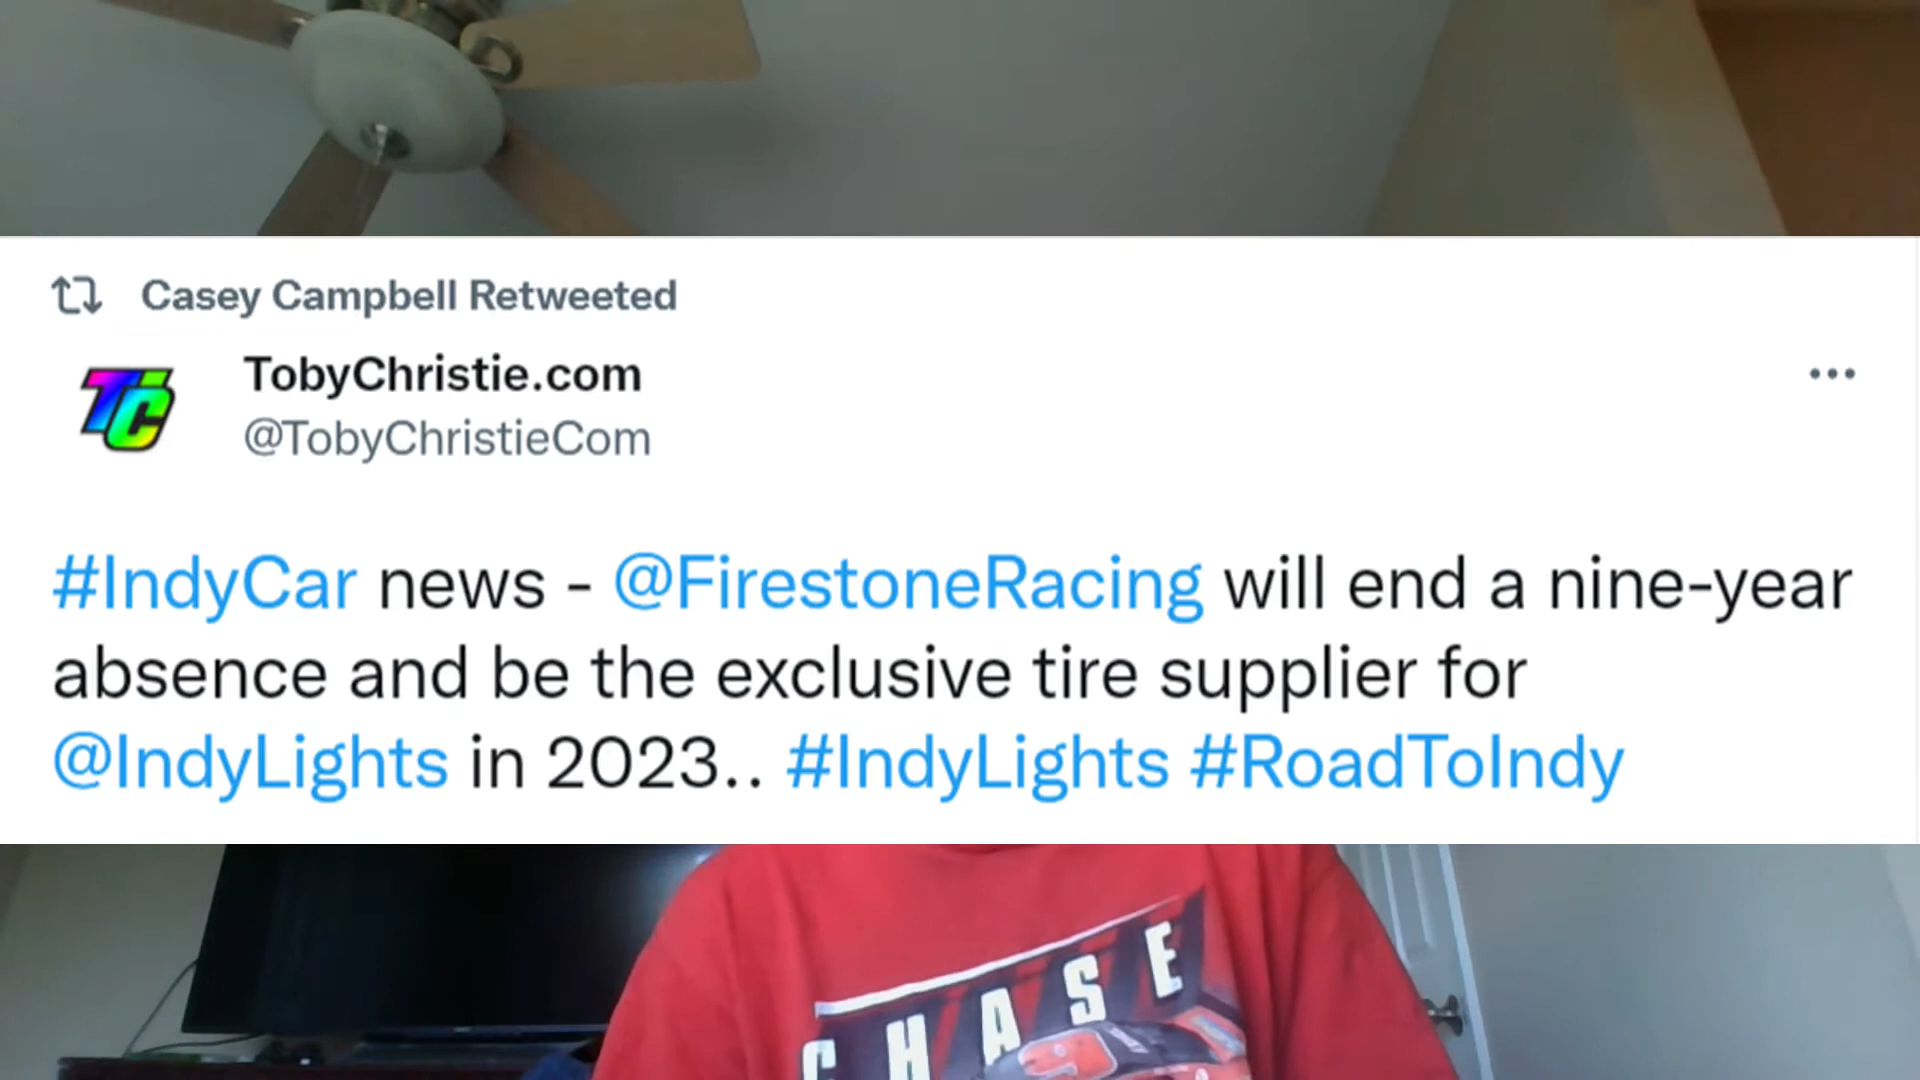 Casey Campbell Retweeted
TC
TobyChristie.com
@TobyChristieCom
#IndyCar news - @FirestoneRacing will end a nine-year
absence and be the exclusive tire supplier for
@IndyLights in 2023.. #IndyLights #RoadToIndy
CHASE